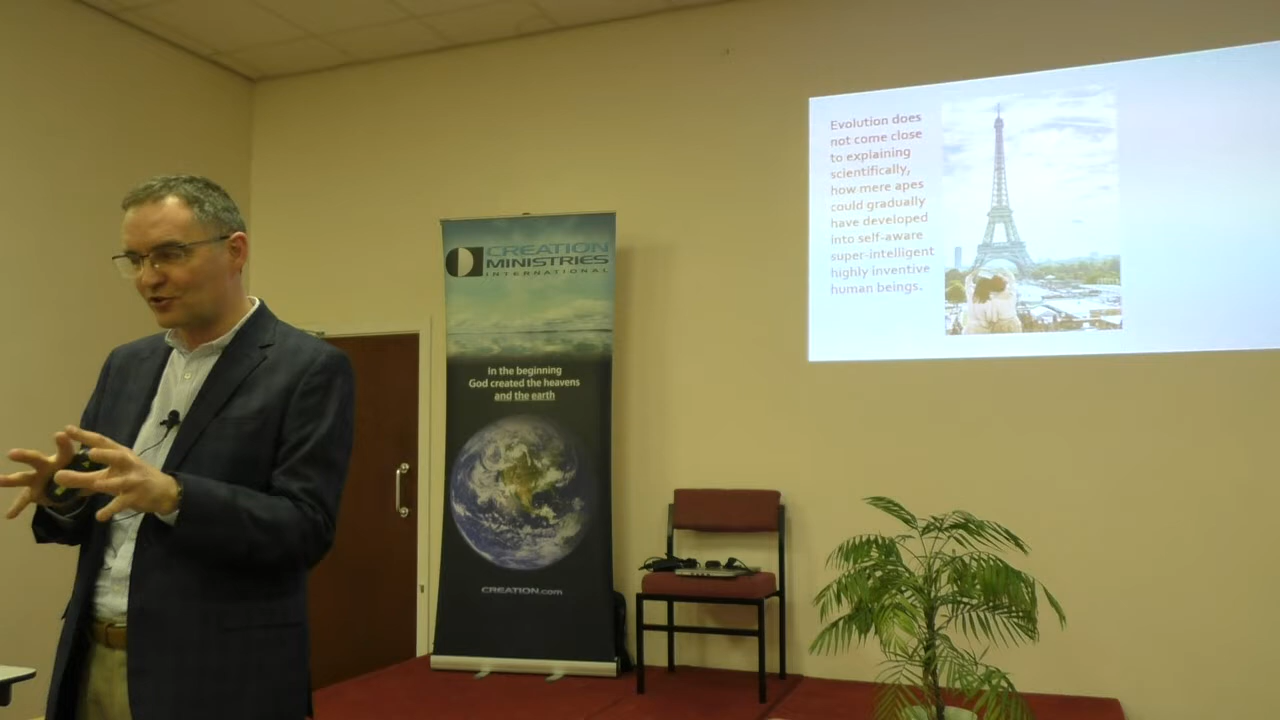 CREATION
MINISTRIES
INTERNATIONAL
In the beginning
God created the heavens
and the earth
CREATION.com
Evolution does
not come close
to explaining
scientifically,
how mere apes
could gradually
have developed
into self-aware
super-intelligent
highly inventive
human beings.